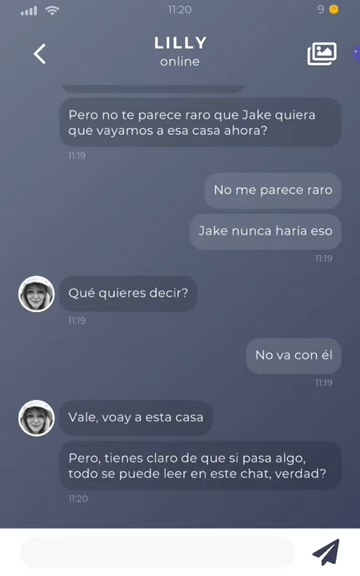 11:20
9
LILLY
online
Pero no te parece raro que Jake quiera
que vayamos a esa casa ahora?
11:19
No me parece raro
Jake nunca haría eso
11:19
Qué quieres decir?
11:19
No va con él
11:19
Vale, voay a esta casa
Pero, tienes claro de que si pasa algo,
todo se puede leer en este chat, verdad?
11:20